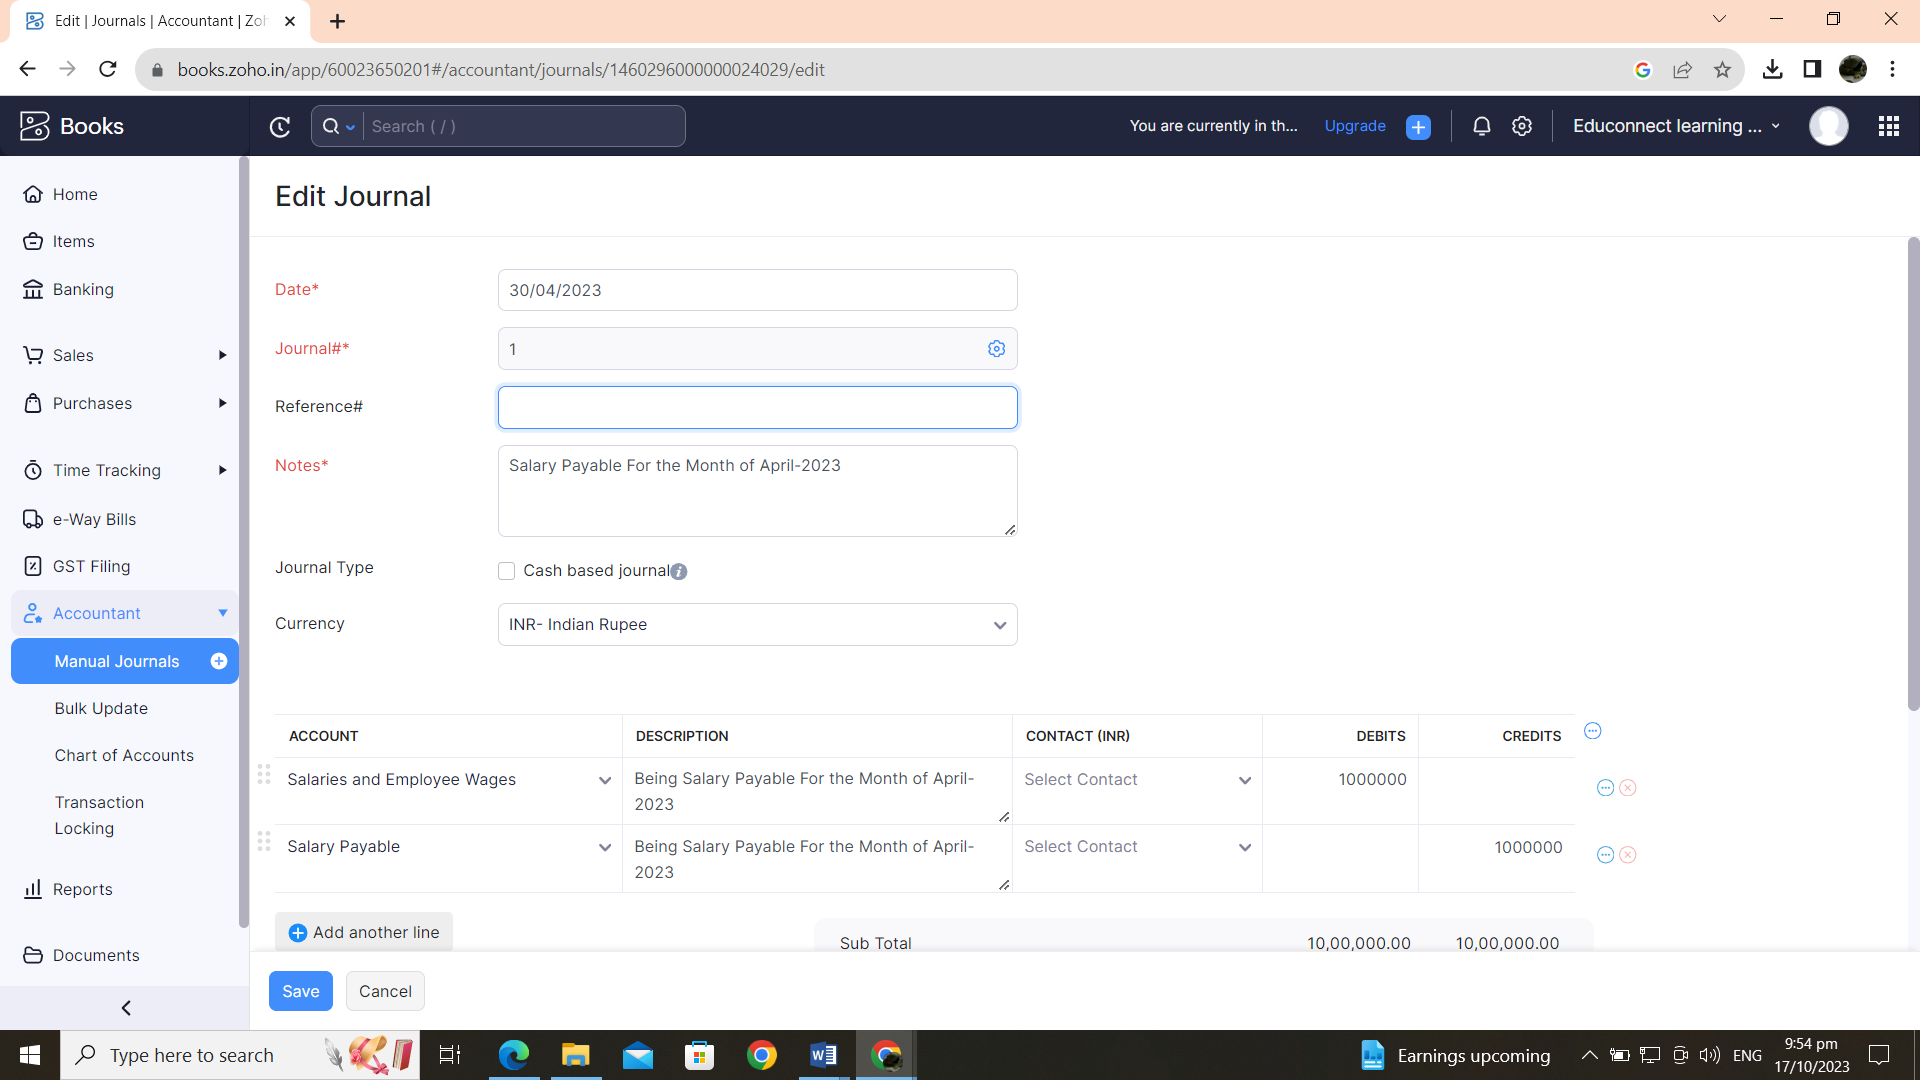 Edit | Journals | Accountant | Zoh
books.zoho.in/app/60023650201#/accountant/journals/1460296000000024029/edit
Books
Search ( / )
You are currently in th...
Upgrade
Educonnect learning ...
Home
Items
Banking
Sales
Purchases
Time Tracking
e-Way Bills
GST Filing
Accountant
Manual Journals
Bulk Update
Chart of Accounts
Transaction
Locking
Reports
Documents
Edit Journal
Date*
30/04/2023
Journal#*
1
Reference#
Notes*
Salary Payable For the Month of April-2023
Journal Type
Cash based journal
Currency
INR- Indian Rupee
ACCOUNT DESCRIPTION CONTACT (INR) DEBITS CREDITS
Salaries and Employee Wages
Being Salary Payable For the Month of April-
2023
Select Contact
1000000
Salary Payable
Being Salary Payable For the Month of April-
2023
Select Contact
1000000
Add another line
Sub Total 10,00,000.00 10,00,000.00
Save
Cancel
Type here to search
Earnings upcoming
ENG
9:54 pm
17/10/2023